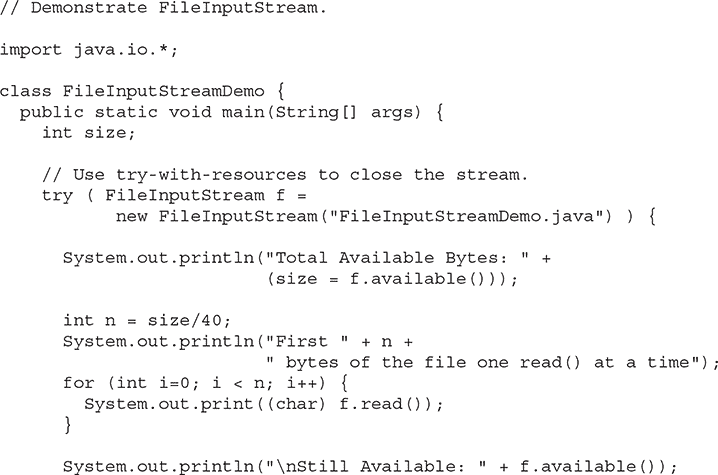 // Demonstrate FileInputStream.

import java.io.*;

class FileInputStreamDemo {
  public static void main(String[] args) {
    int size;

    // Use try-with-resources to close the stream.
    try ( FileInputStream f =
           new FileInputStream("FileInputStreamDemo.java") ) {

      System.out.println("Total Available Bytes: " +
                         (size = f.available()));

      int n = size/40;
      System.out.println("First " + n +
                         " bytes of the file one read() at a time");
      for (int i=0; i < n; i++) {
        System.out.print((char) f.read());
      }

      System.out.println("\nStill Available: " + f.available());